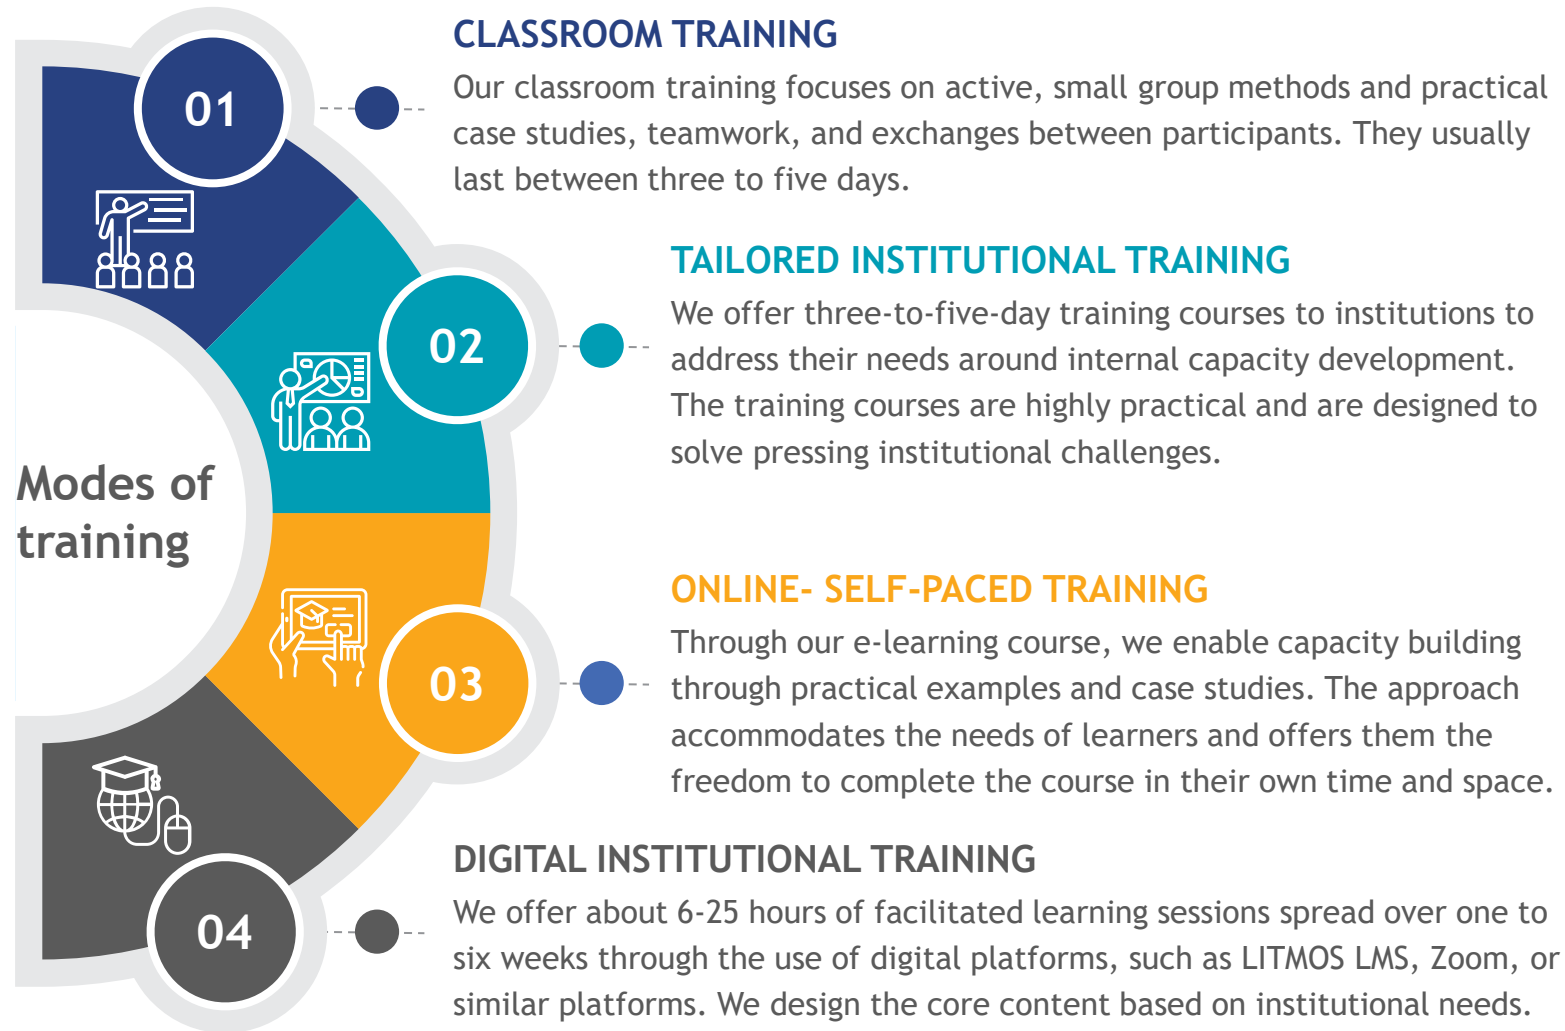 CLASSROOM TRAINING
01
Our classroom training focuses on active, small group methods and practical
case studies, teamwork, and exchanges between participants. They usually
last between three to five days.
TAILORED INSTITUTIONAL TRAINING
02
We offer three-to-five-day training courses to institutions to
address their needs around internal capacity development.
The training courses are highly practical and are designed to
solve pressing institutional challenges.
Modes of
training
ONLINE- SELF-PACED TRAINING
03
Through our e-learning course, we enable capacity building
through practical examples and case studies. The approach
accommodates the needs of learners and offers them the
freedom to complete the course in their own time and space.
DIGITAL INSTITUTIONAL TRAINING
04
We offer about 6-25 hours of facilitated learning sessions spread over one to
six weeks through the use of digital platforms, such as LITMOS LMS, Zoom, or
similar platforms. We design the core content based on institutional needs.